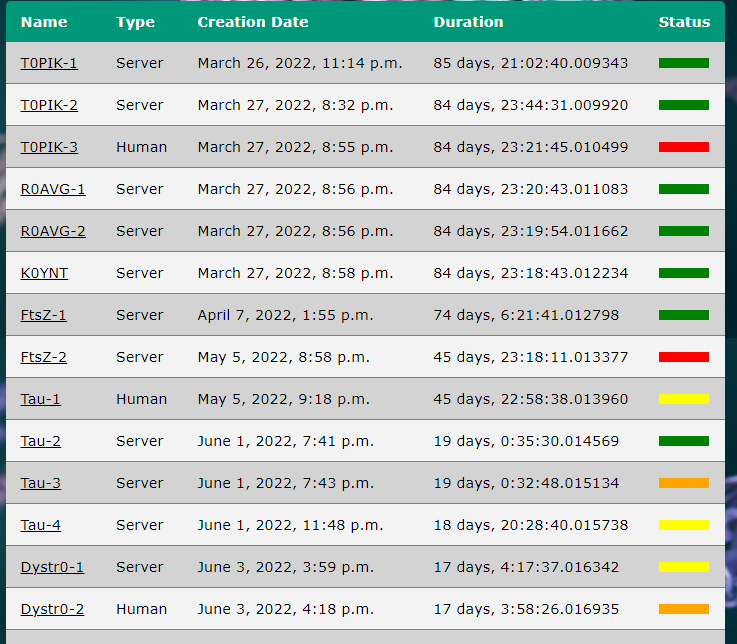 Name Type Creation Date Duration Status
T0PIK-1 Server March 26, 2022, 11:14 p.m. 85 days, 21:02:40.009343
T0PIK-2 Server March 27, 2022, 8:32 p.m. 84 days, 23:44:31.009920
T0PIK-3 Human March 27, 2022, 8:55 p.m. 84 days, 23:21:45.010499
R0AVG-1 Server March 27, 2022, 8:56 p.m. 84 days, 23:20:43.011083
R0AVG-2 Server March 27, 2022, 8:56 p.m. 84 days, 23:19:54.011662
K0YNT Server March 27, 2022, 8:58 p.m. 84 days, 23:18:43.012234
FtsZ-1 Server April 7, 2022, 1:55 p.m. 74 days, 6:21:41.012798
FtsZ-2 Server May 5, 2022, 8:58 p.m. 45 days, 23:18:11.013377
Tau-1 Human May 5, 2022, 9:18 p.m. 45 days, 22:58:38.013960
Tau-2 Server June 1, 2022, 7:41 p.m. 19 days, 0:35:30.014569
Tau-3 Server June 1, 2022, 7:43 p.m. 19 days, 0:32:48.015134
Tau-4 Server June 1, 2022, 11:48 p.m. 18 days, 20:28:40.015738
Dystr0-1 Server June 3, 2022, 3:59 p.m. 17 days, 4:17:37.016342
Dystr0-2 Human June 3, 2022, 4:18 p.m. 17 days, 3:58:26.016935